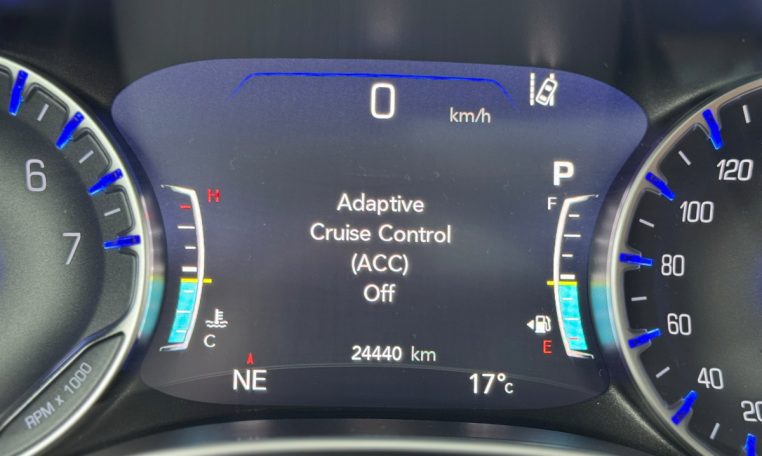 0 km/h
P
6
7
RPM x 1000
H
C
Adaptive
Cruise Control
(ACC)
Off
F
E
24440 km
NE
17°C
120
100
80
60
40
20